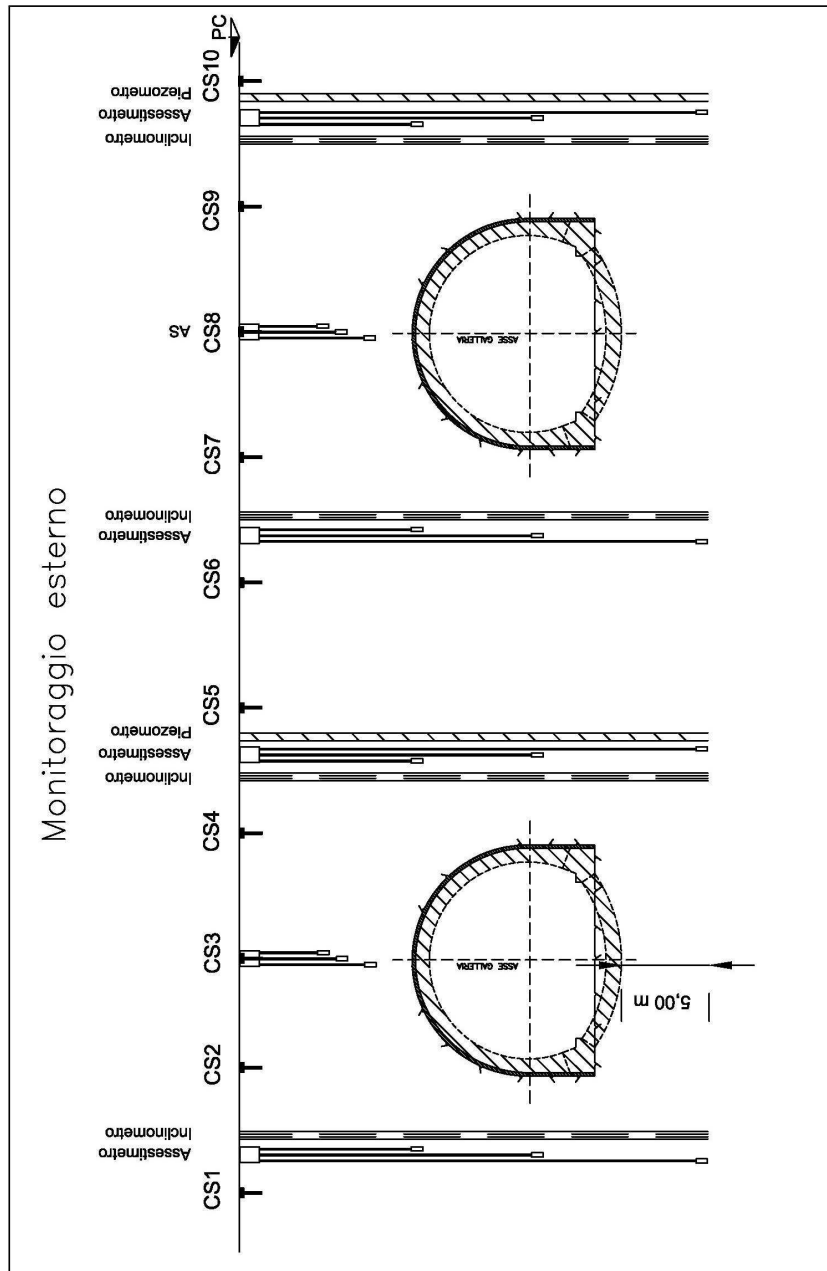 Monitoraggio esterno
CS1
Assestimetro
Inclinometro
CS2
CS3
CS4
Inclinometro
Assestimetro
Piezometro
CS5
CS6
Assestimetro
Inclinometro
CS7
AS
CS8
CS9
Inclinometro
Assestimetro
Piezometro
CS10
PC
ASSE GALLERIA
ASSE GALLERIA
5,00 m